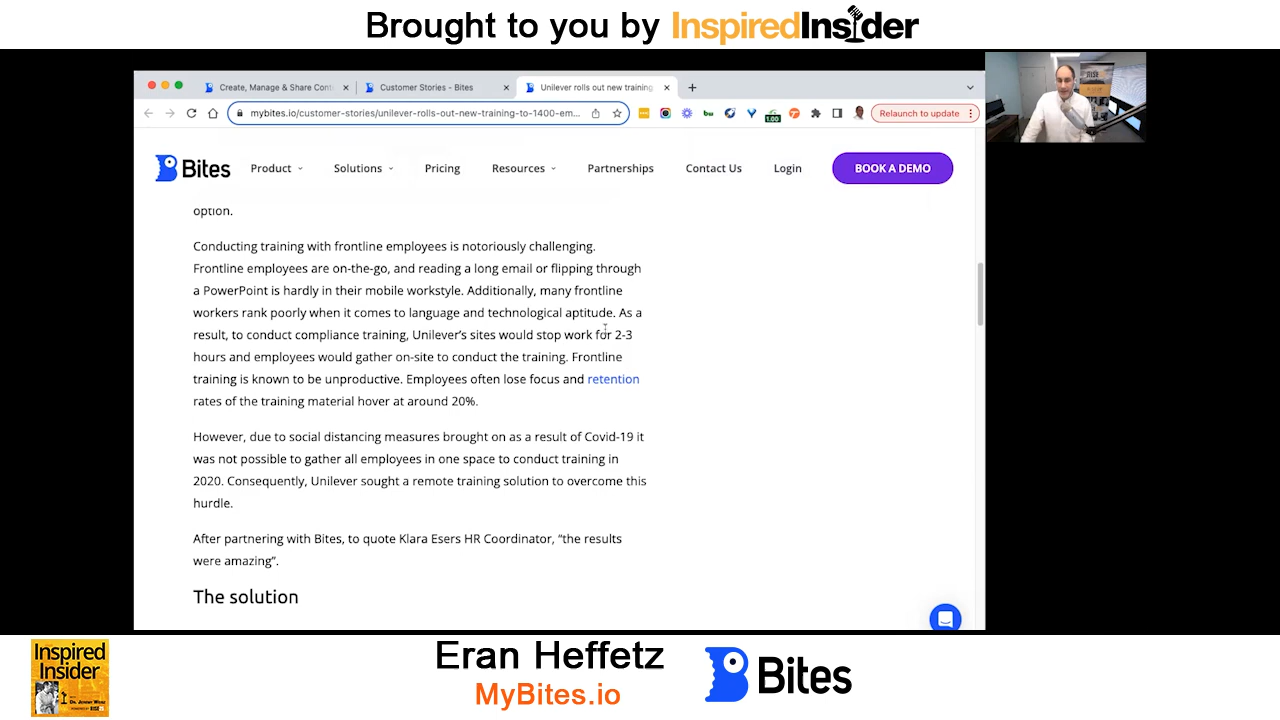 Brought to you by InspiredInsider
Create, Manage & Share Cont
Customer Stories - Bites
Unilever rolls out new training
mybites.io/customer-stories/unilever-rolls-out-new-training-to-1400-em...
1.00
Relaunch to update
Bites
Product
Solutions
Pricing
Resources
Partnerships
Contact Us
Login
BOOK A DEMO
option.
Conducting training with frontline employees is notoriously challenging.
Frontline employees are on-the-go, and reading a long email or flipping through
a PowerPoint is hardly in their mobile workstyle. Additionally, many frontline
workers rank poorly when it comes to language and technological aptitude. As a
result, to conduct compliance training, Unilever's sites would stop work for 2-3
hours and employees would gather on-site to conduct the training. Frontline
training is known to be unproductive. Employees often lose focus and retention
rates of the training material hover at around 20%.
However, due to social distancing measures brought on as a result of Covid-19 it
was not possible to gather all employees in one space to conduct training in
2020. Consequently, Unilever sought a remote training solution to overcome this
hurdle.
After partnering with Bites, to quote Klara Esers HR Coordinator, “the results
were amazing”.
The solution
Inspired
Insider
Dr. Jeremy Weisz
Eran Heffetz
MyBites.io
Bites